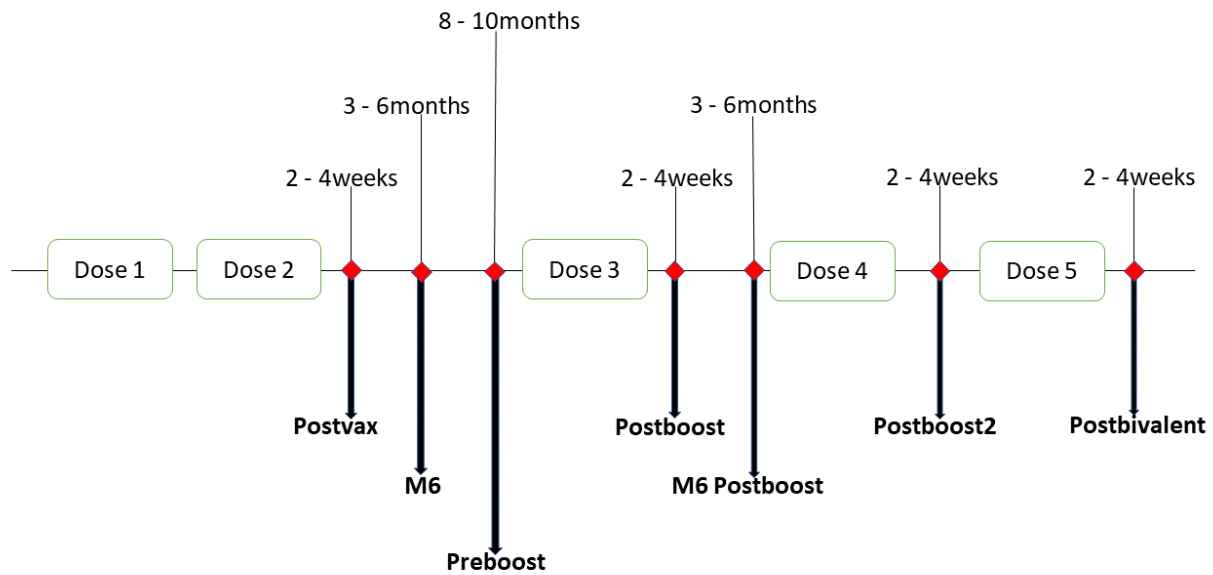 8 - 10months
3 - 6months
3 - 6months
2 - 4weeks
2 - 4weeks
2 - 4weeks
2 - 4weeks
Dose 1
Dose 2
Dose 3
Dose 4
Dose 5
Postvax
Postboost
Postboost2
Postbivalent
M6
M6 Postboost
Preboost